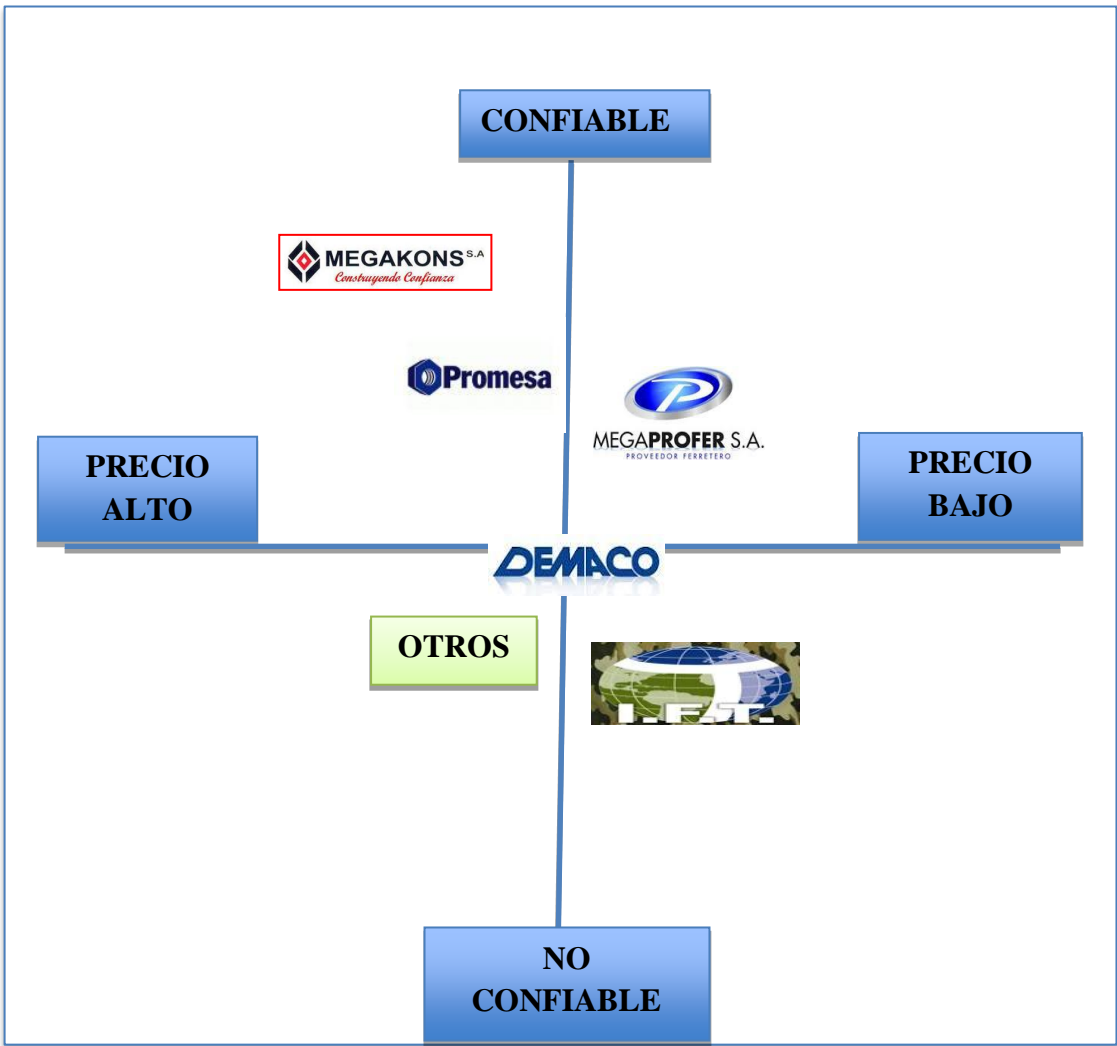 CONFIABLE
MEGAKONS S.A
Construyendo Confianza
Promesa
P
MEGAPROFER S.A.
PROVEEDOR FERRETERO
PRECIO
ALTO
PRECIO
BAJO
DEMACO
OTROS
I.F.T.
NO
CONFIABLE